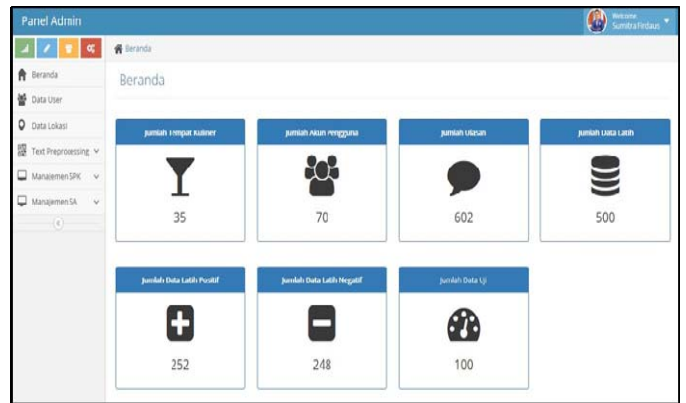 Panel Admin
Welcome
Sumitra Firdaus
Beranda
Beranda
Data User
Data Lokasi
Text Preprocessing
Manajemen SPK
Manajemen SA
Beranda
Jumlah Tempat Kuliner
35
Jumlah Akun Pengguna
70
Jumlah Ulasan
602
Jumlah Data Latih
500
Jumlah Data Latih Positif
252
Jumlah Data Latih Negatif
248
Jumlah Data Uji
100